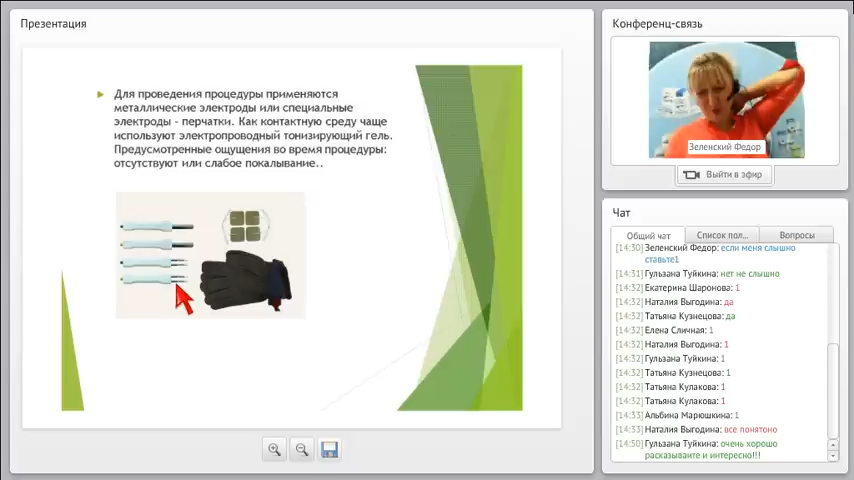 Презентация
Для проведения процедуры применяются
металлические электроды или специальные
электроды - перчатки. Как контактную среду чаще
используют электропроводный тонизирующий гель.
Предусмотренные ощущения во время процедуры:
отсутствуют или слабое покалывание..
Конференц-связь
Зеленский Федор
Выйти в эфир
Чат
Общий чат
Список пол...
Вопросы
[14:30] Зеленский Федор: если меня слышно
ставьте1
[14:31] Гульзана Туйкина: нет не слышно
[14:32] Екатерина Шаронова: 1
[14:32] Наталия Выгодина: да
[14:32] Татьяна Кузнецова: да
[14:32] Елена Сличная: 1
[14:32] Наталия Выгодина: 1
[14:32] Гульзана Туйкина: 1
[14:32] Татьяна Кузнецова: 1
[14:32] Татьяна Кулакова: 1
[14:32] Татьяна Кулакова: 1
[14:33] Альбина Марюшкина: 1
[14:33] Наталия Выгодина: все понятоно
[14:50] Гульзана Туйкина: очень хорошо
рассказываите и интересно!!!